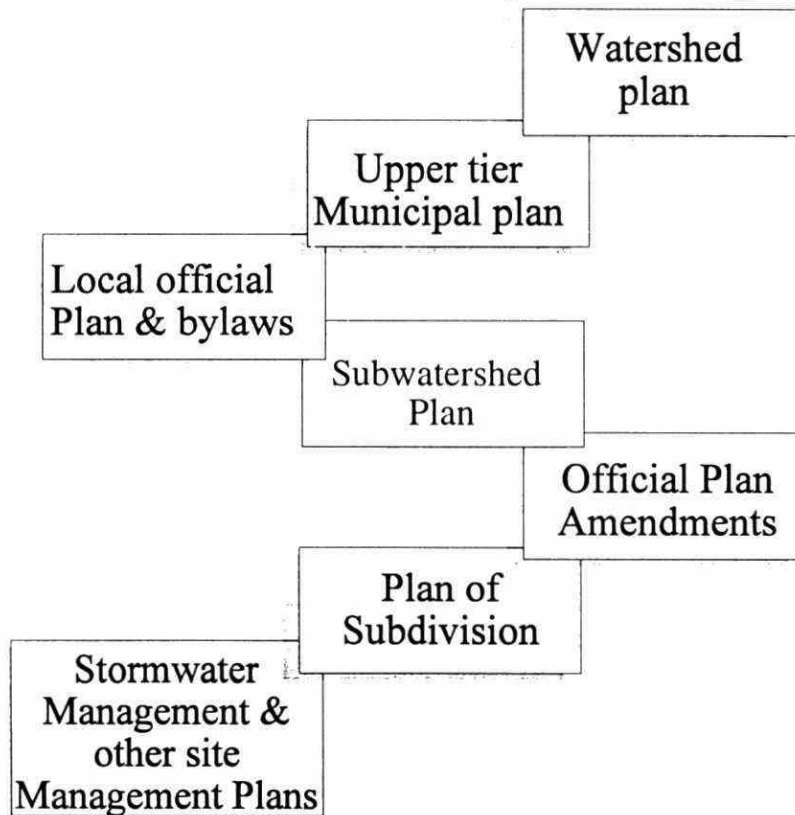 Watershed
plan
Upper tier
Municipal plan
Local official
Plan & bylaws
Subwatershed
Plan
Official Plan
Amendments
Plan of
Subdivision
Stormwater
Management &
other site
Management Plans